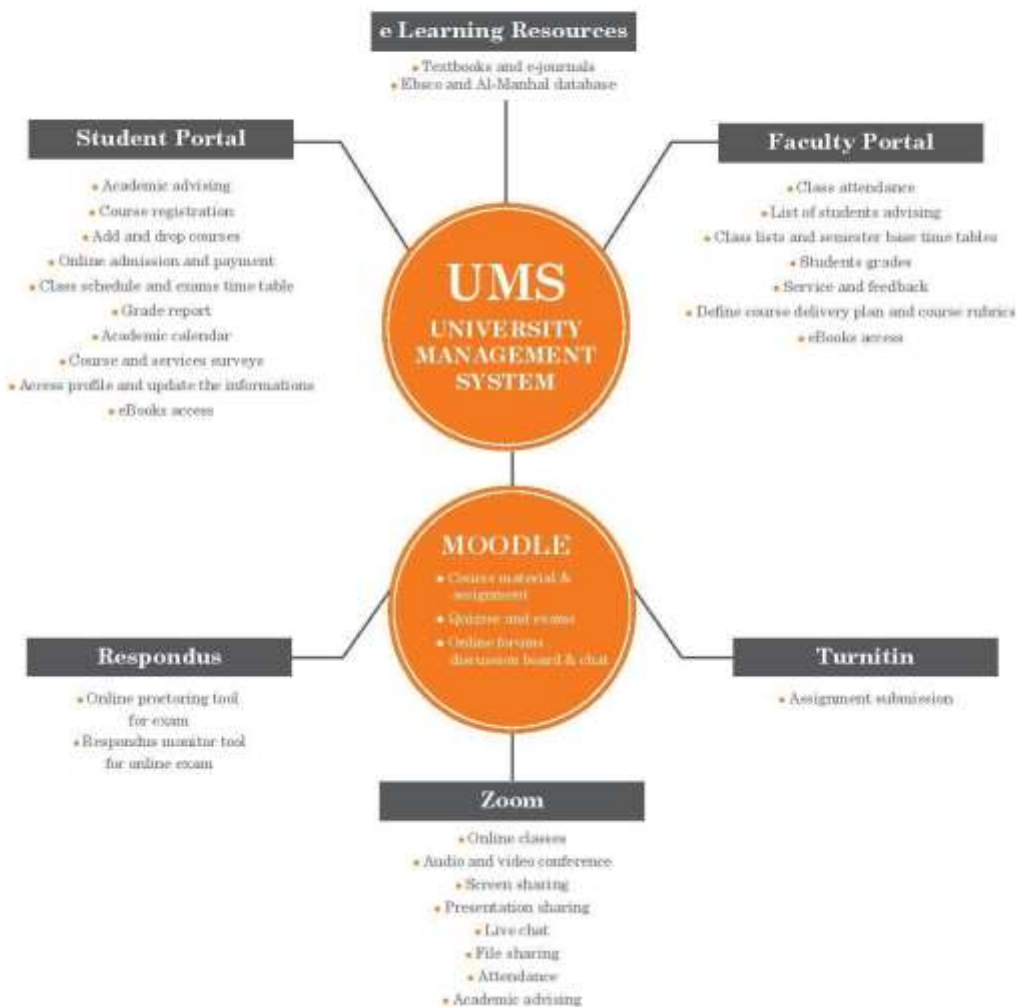 e Learning Resources
• Textbooks and e-journals
• Ebsco and Al-Manhal database
Student Portal
• Academic advising
• Course registration
• Add and drop courses
• Online admission and payment
• Class schedule and exams time table
• Grade report
• Academic calendar
• Course and services surveys
• Access profile and update the informations
• eBooks access
Faculty Portal
• Class attendance
• List of students advising
• Class lists and semester base time tables
• Students grades
• Service and feedback
• Define course delivery plan and course rubrics
• eBooks access
UMS
UNIVERSITY
MANAGEMENT
SYSTEM
MOODLE
• Course material &
assignment
• Quizzes and exams
• Online forums
discussion board & chat
Respondus
• Online proctoring tool
for exam
• Respondus monitor tool
for online exam
Turnitin
• Assignment submission
Zoom
• Online classes
• Audio and video conference
• Screen sharing
• Presentation sharing
• Live chat
• File sharing
• Attendance
• Academic advising